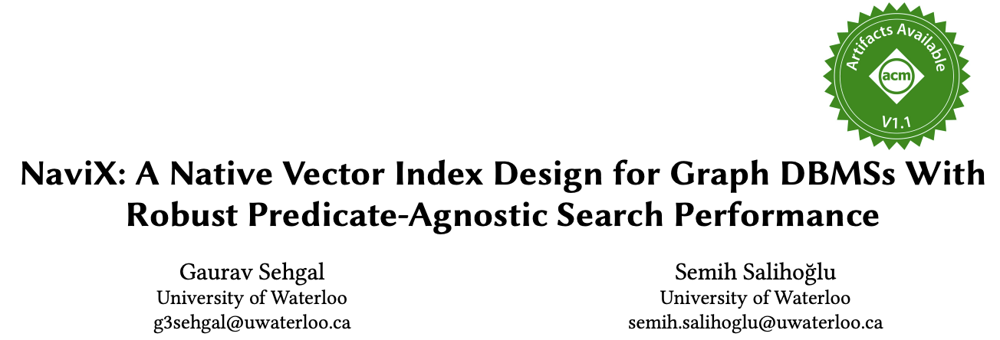 Artifacts Available
acm
V1.1
NaviX: A Native Vector Index Design for Graph DBMSs With
Robust Predicate-Agnostic Search Performance
Gaurav Sehgal
University of Waterloo
g3sehgal@uwaterloo.ca
Semih Salihoğlu
University of Waterloo
semih.salihoglu@uwaterloo.ca